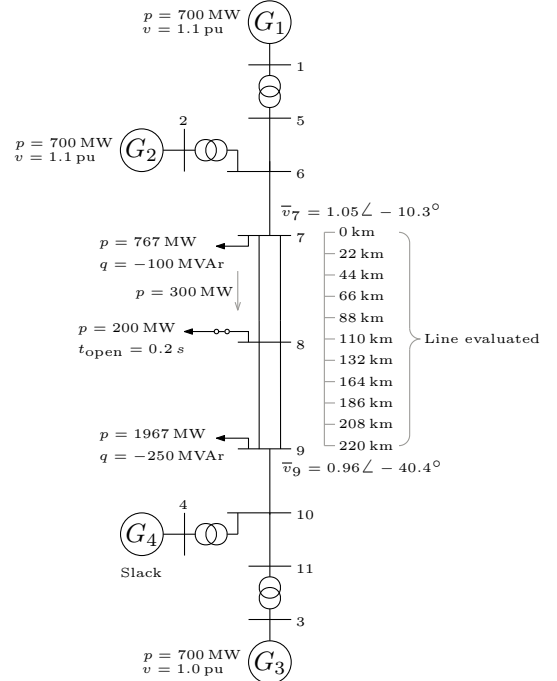 p = 700 MW
v = 1.1 pu
G1
1
5
2
p = 700 MW
v = 1.1 pu
G2
6
v̅7 = 1.05∠ − 10.3°
7
p = 767 MW
q = −100 MVAr
p = 300 MW
0 km
22 km
44 km
66 km
88 km
110 km
132 km
164 km
186 km
208 km
220 km
Line evaluated
p = 200 MW
topen = 0.2 s
8
p = 1967 MW
q = −250 MVAr
9
v̅9 = 0.96∠ − 40.4°
4
10
G4
Slack
11
3
p = 700 MW
v = 1.0 pu
G3